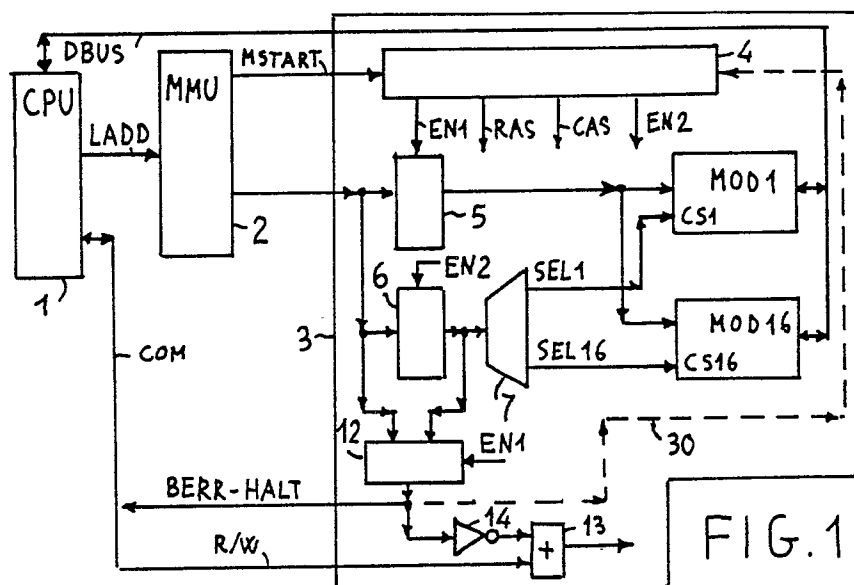 DBUS
MSTART
4
CPU
MMU
EN1
RAS
CAS
EN2
LADD
MOD1
CS1
2
5
1
6
EN2
SEL1
3
MOD16
CS16
COM
SEL16
7
12
EN1
30
BERR-HALT
14
13
R/W
+
FIG.1